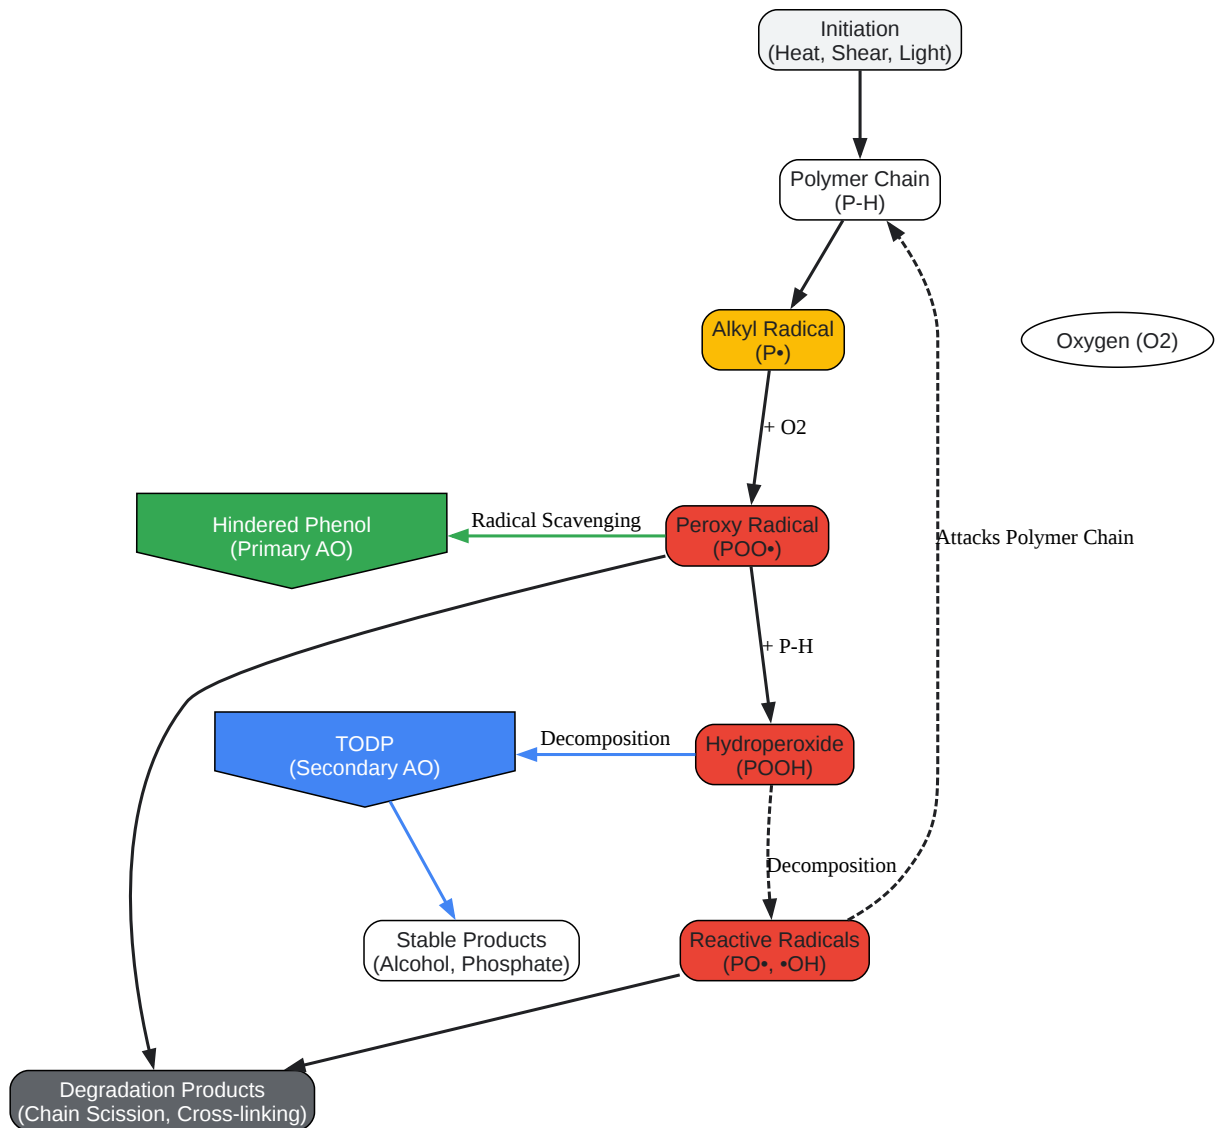 Initiation
(Heat, Shear, Light)
Polymer Chain
(P-H)
Alkyl Radical
(P•)
Oxygen (O2)
+ O2
Hindered Phenol
(Primary AO)
Radical Scavenging
Peroxy Radical
(POO•)
Attacks Polymer Chain
+ P-H
TODP
(Secondary AO)
Decomposition
Hydroperoxide
(POOH)
Decomposition
Stable Products
(Alcohol, Phosphate)
Reactive Radicals
(PO•, •OH)
Degradation Products
(Chain Scission, Cross-linking)